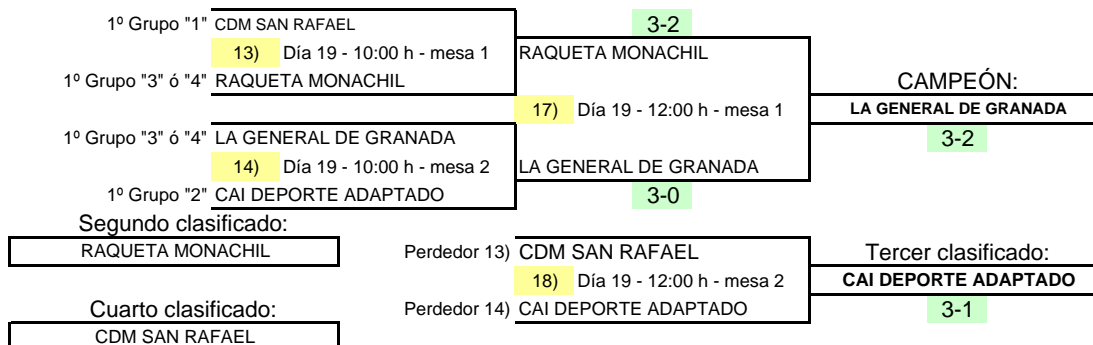 1º Grupo "1" CDM SAN RAFAEL 3-2
13) Día 19 - 10:00 h - mesa 1 RAQUETA MONACHIL
1º Grupo "3" ó "4" RAQUETA MONACHIL CAMPEÓN:
17) Día 19 - 12:00 h - mesa 1 LA GENERAL DE GRANADA
1º Grupo "3" ó "4" LA GENERAL DE GRANADA 3-2
14) Día 19 - 10:00 h - mesa 2 LA GENERAL DE GRANADA
1º Grupo "2" CAI DEPORTE ADAPTADO 3-0
Segundo clasificado:
RAQUETA MONACHIL Perdedor 13) CDM SAN RAFAEL Tercer clasificado:
18) Día 19 - 12:00 h - mesa 2 CAI DEPORTE ADAPTADO
Cuarto clasificado: Perdedor 14) CAI DEPORTE ADAPTADO 3-1
CDM SAN RAFAEL